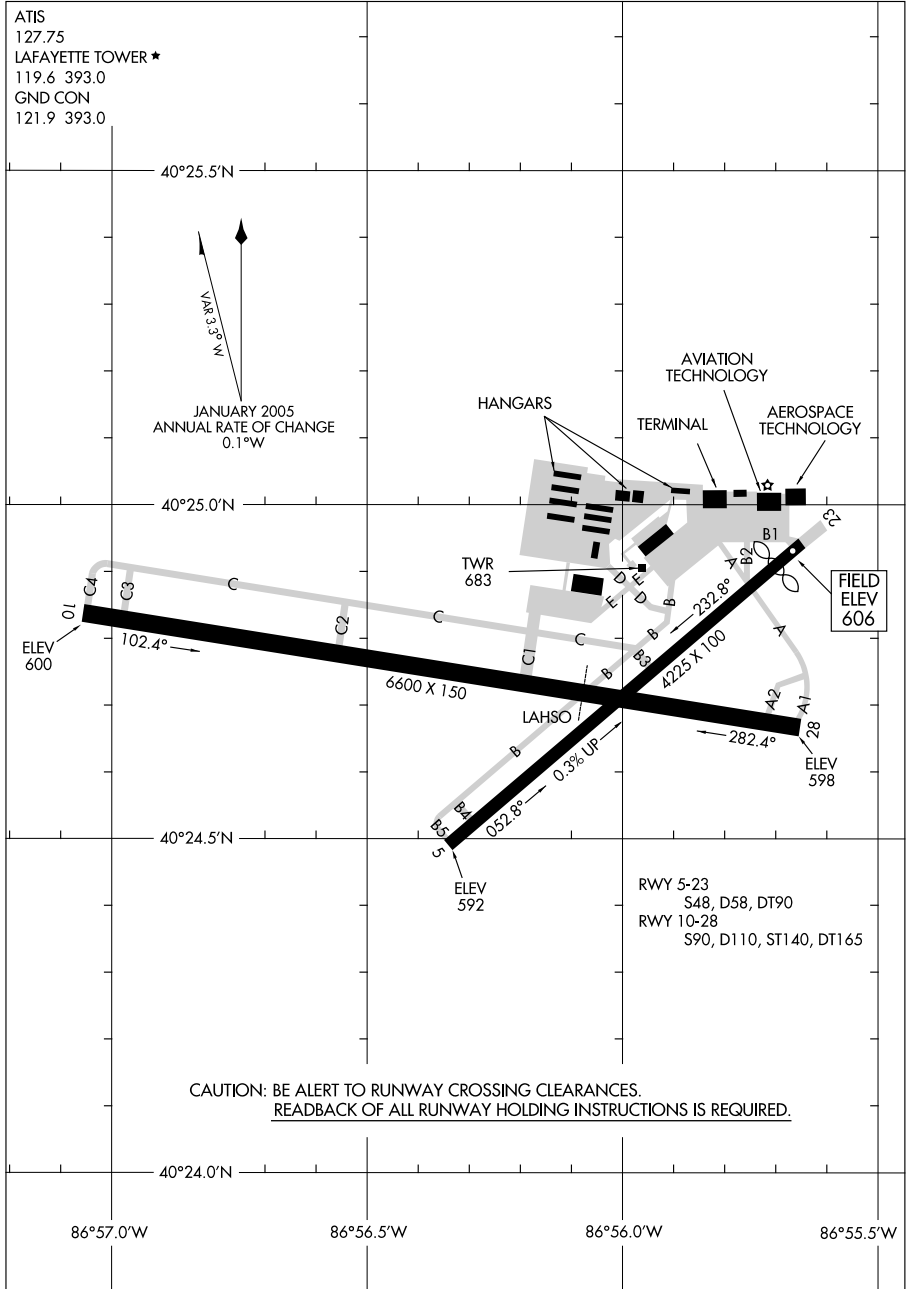 ATIS
127.75
LAFAYETTE TOWER ★
119.6 393.0
GND CON
121.9 393.0
40°25.5'N
VAR 3.3° W
JANUARY 2005
ANNUAL RATE OF CHANGE
0.1°W
AVIATION
TECHNOLOGY
HANGARS
TERMINAL
AEROSPACE
TECHNOLOGY
40°25.0'N
23
B1
TWR
683
D
E
E
D
A
B2
FIELD
ELEV
606
C4
C3
C
10
B
232.8°
ELEV
600
102.4°
C2
C
C
B
B3
4225 X 100
A
C1
B
6600 X 150
A2
A1
LAHSO
28
282.4°
ELEV
598
B
0.3% UP
052.8°
B4
B5
5
40°24.5'N
ELEV
592
RWY 5-23
S48, D58, DT90
RWY 10-28
S90, D110, ST140, DT165
CAUTION: BE ALERT TO RUNWAY CROSSING CLEARANCES.
READBACK OF ALL RUNWAY HOLDING INSTRUCTIONS IS REQUIRED.
40°24.0'N
86°57.0'W
86°56.5'W
86°56.0'W
86°55.5'W